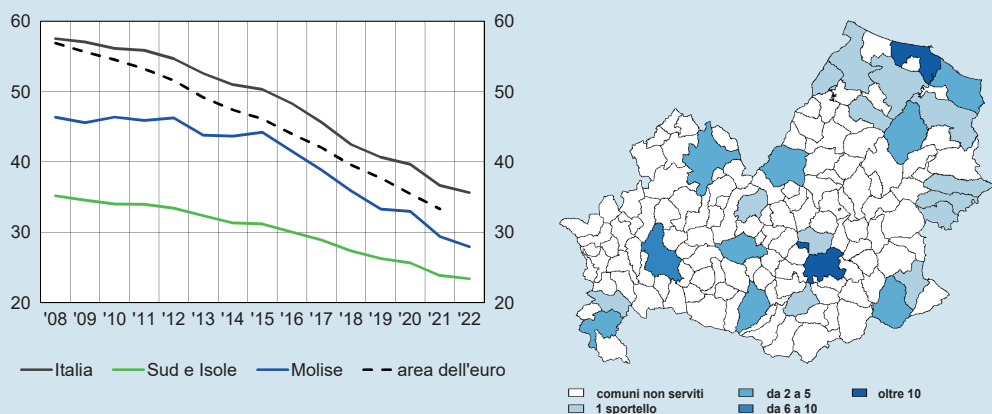 60 60
50 50
40 40
30 30
20 20
'08 '09 '10 '11 '12 '13 '14 '15 '16 '17 '18 '19 '20 '21 '22
Italia Sud e Isole Molise area dell'euro
comuni non serviti da 2 a 5 oltre 10
1 sportello da 6 a 10